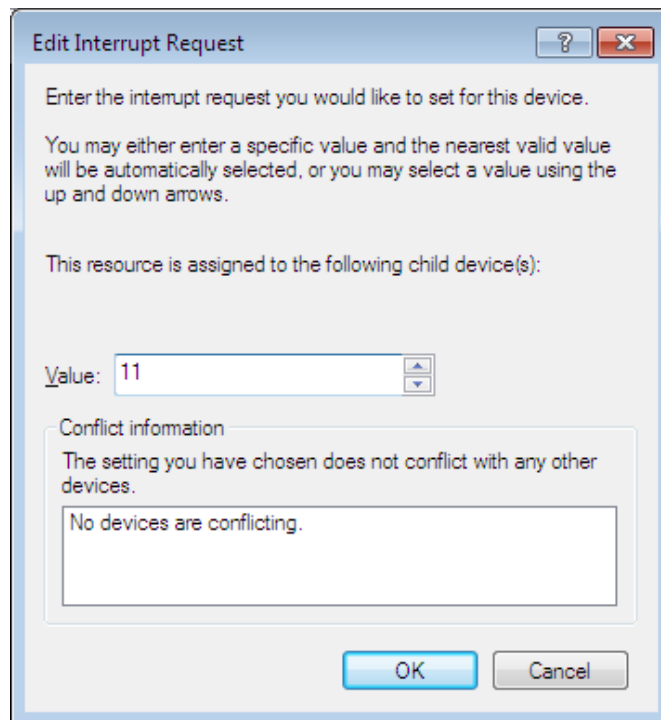 Edit Interrupt Request
Enter the interrupt request you would like to set for this device.
You may either enter a specific value and the nearest valid value
will be automatically selected, or you may select a value using the
up and down arrows.
This resource is assigned to the following child device(s):
Value: 11
Conflict information
The setting you have chosen does not conflict with any other
devices.
No devices are conflicting.
OK Cancel